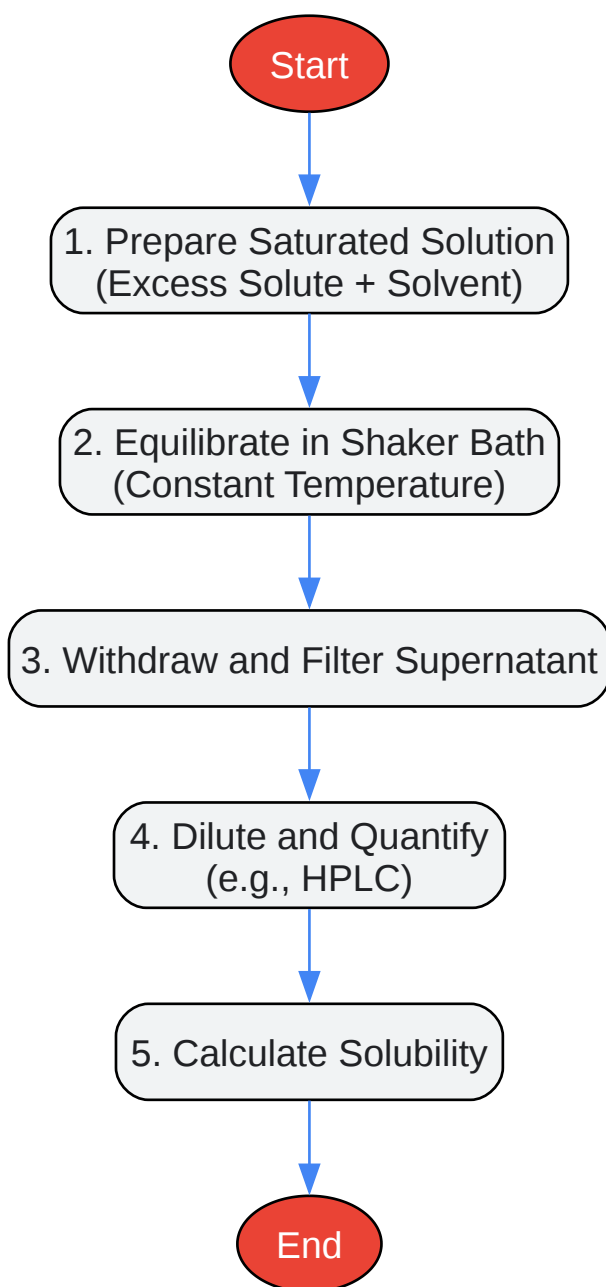 Start
1. Prepare Saturated Solution
(Excess Solute + Solvent)
2. Equilibrate in Shaker Bath
(Constant Temperature)
3. Withdraw and Filter Supernatant
4. Dilute and Quantify
(e.g., HPLC)
5. Calculate Solubility
End